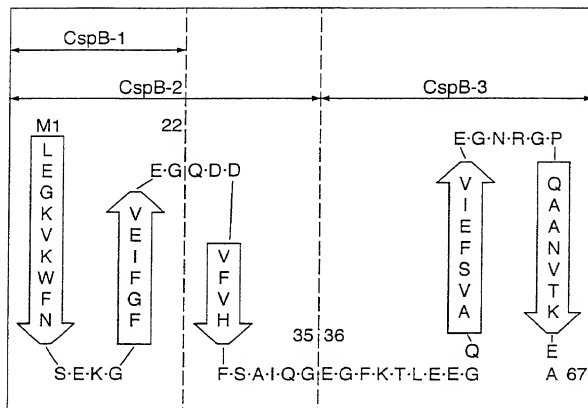 CspB-1
CspB-2
CspB-3
M1
L
E
G
K
V
K
W
F
N
S·E·K·G
V
E
I
F
G
F
22
E·G·Q·D·D
V
F
V
H
35 36
F·S·A·I·Q·G·E·G·F·K·T·L·E·E·G
Q
E·G·N·R·G·P
V
I
E
F
S
V
A
Q
A
A
N
V
T
K
E
A 67